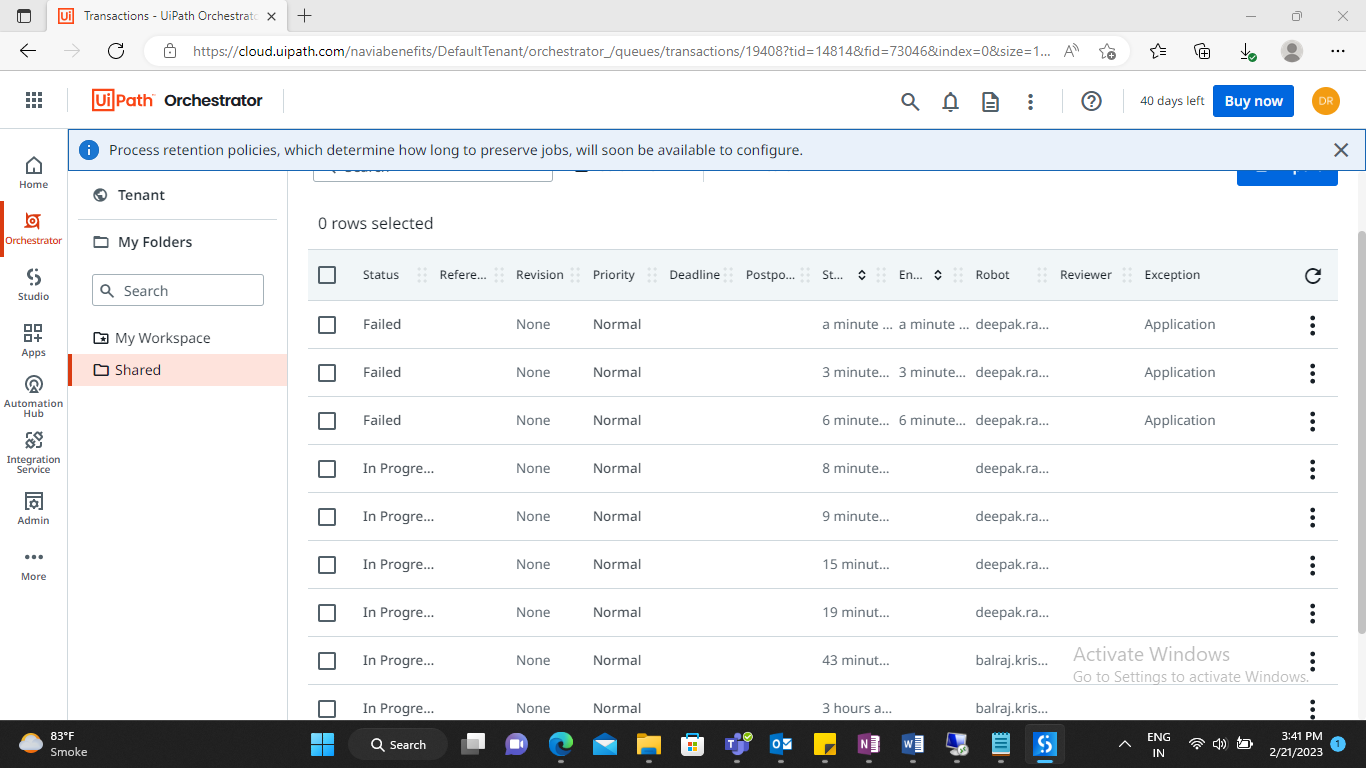 Transactions - UiPath Orchestrato
https://cloud.uipath.com/naviabenefits/DefaultTenant/orchestrator_/queues/transactions/19408?tid=14814&fid=73046&index=0&size=1...
UiPath Orchestrator
40 days left
Buy now
DR
Process retention policies, which determine how long to preserve jobs, will soon be available to configure.
Home
Orchestrator
Studio
Apps
Automation
Hub
Integration
Service
Admin
More
Tenant
My Folders
Search
My Workspace
Shared
0 rows selected
Status Refere... Revision Priority Deadline Postpo... St... En... Robot Reviewer Exception
Failed None Normal a minute ... a minute ... deepak.ra... Application
Failed None Normal 3 minute... 3 minute... deepak.ra... Application
Failed None Normal 6 minute... 6 minute... deepak.ra... Application
In Progre... None Normal 8 minute... deepak.ra...
In Progre... None Normal 9 minute... deepak.ra...
In Progre... None Normal 15 minut... deepak.ra...
In Progre... None Normal 19 minut... deepak.ra...
In Progre... None Normal 43 minut... balraj.kris...
In Progre... None Normal 3 hours a... balraj.kris...
Activate Windows
Go to Settings to activate Windows.
83°F
Smoke
Search
ENG
IN
3:41 PM
2/21/2023
1